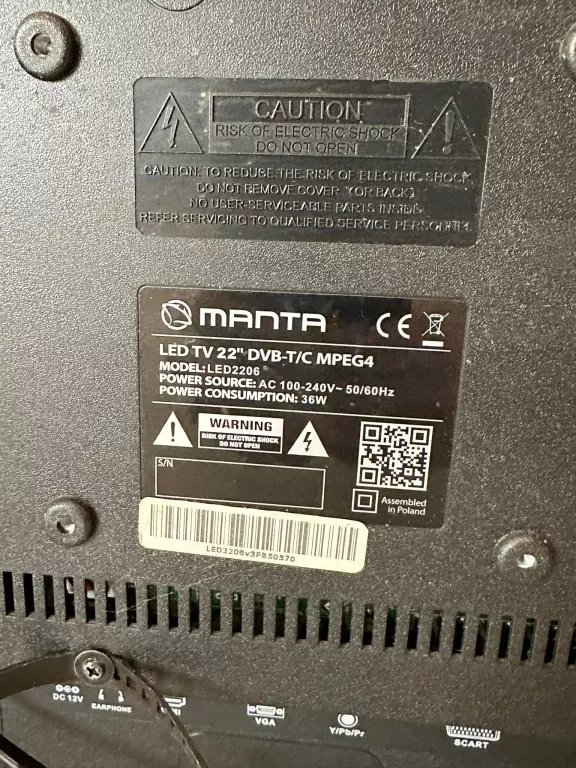 CAUTION
RISK OF ELECTRIC SHOCK
DO NOT OPEN
CAUTION: TO REDUSE THE RISK OF ELECTRIC SHOCK
DO NOT REMOVE COVER (OR BACK)
NO USER-SERVICEABLE PARTS INSIDE
REFER SERVICING TO QUALIFIED SERVICE PERSONNEL
MANTA CE
LED TV 22" DVB-T/C MPEG4
MODEL: LED2206
POWER SOURCE: AC 100-240V~ 50/60Hz
POWER CONSUMPTION: 36W
WARNING
RISK OF ELECTRIC SHOCK
DO NOT OPEN
S/N
Assembled
in Poland
LED2206v3PB50570
DC 12V
EARPHONE
VGA
Y/Pb/Pr
SCART